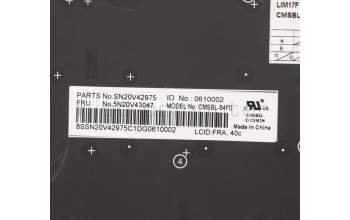 LIM17F
CMSBL
PARTS No.SN20V42975 ID No.: 0610002
FRU No.5N20V43047 MODEL No. CMSBL-84F0
Made in China
8SSN20V42975C1DG0610002 LCID:FRA, 40c
4